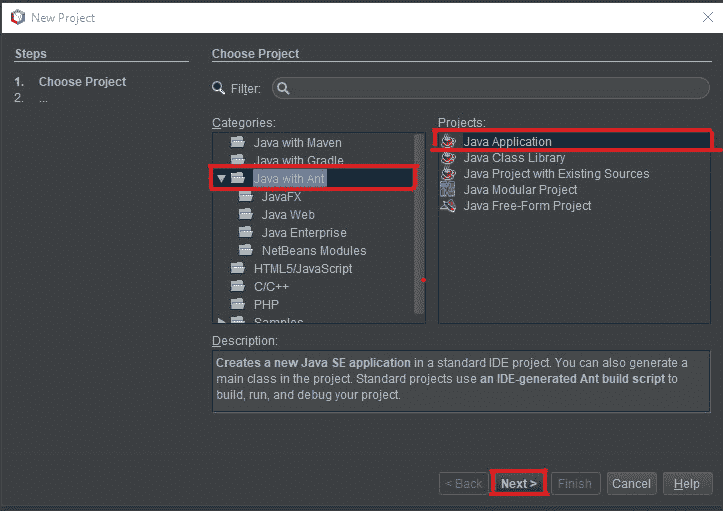 New Project
Steps
1. Choose Project
2. ...
Choose Project
Filter:
Categories:
Java with Maven
Java with Gradle
Java with Ant
JavaFX
Java Web
Java Enterprise
NetBeans Modules
HTML5/JavaScript
C/C++
PHP
Samples
Projects:
Java Application
Java Class Library
Java Project with Existing Sources
Java Modular Project
Java Free-Form Project
Description:
Creates a new Java SE application in a standard IDE project. You can also generate a
main class in the project. Standard projects use an IDE-generated Ant build script to
build, run, and debug your project.
< Back Next > Finish Cancel Help